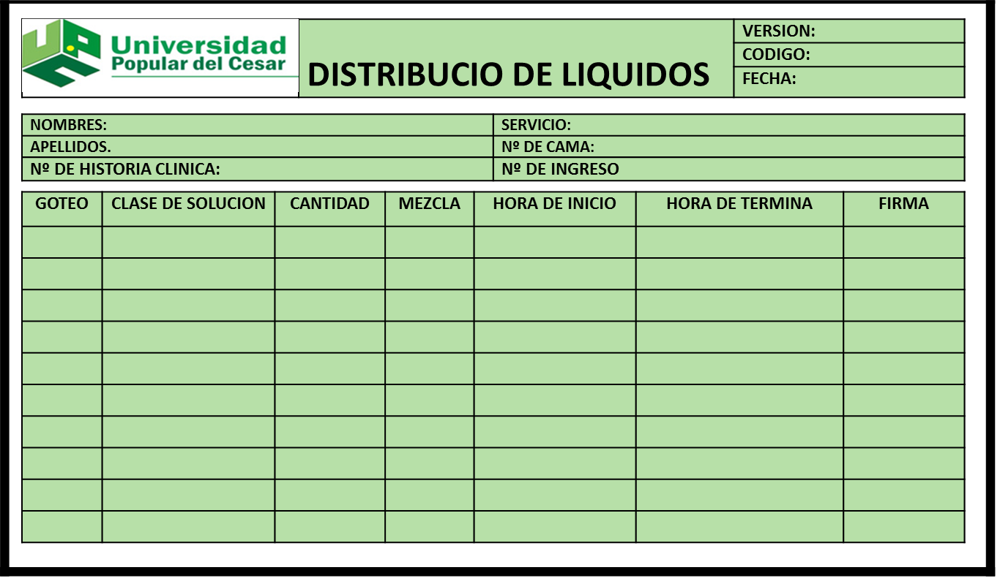 UPC
Universidad
Popular del Cesar
DISTRIBUCIO DE LIQUIDOS
VERSION:
CODIGO:
FECHA:
NOMBRES:
SERVICIO:
APELLIDOS.
Nº DE CAMA:
Nº DE HISTORIA CLINICA:
Nº DE INGRESO
GOTEO CLASE DE SOLUCION CANTIDAD MEZCLA HORA DE INICIO HORA DE TERMINA FIRMA